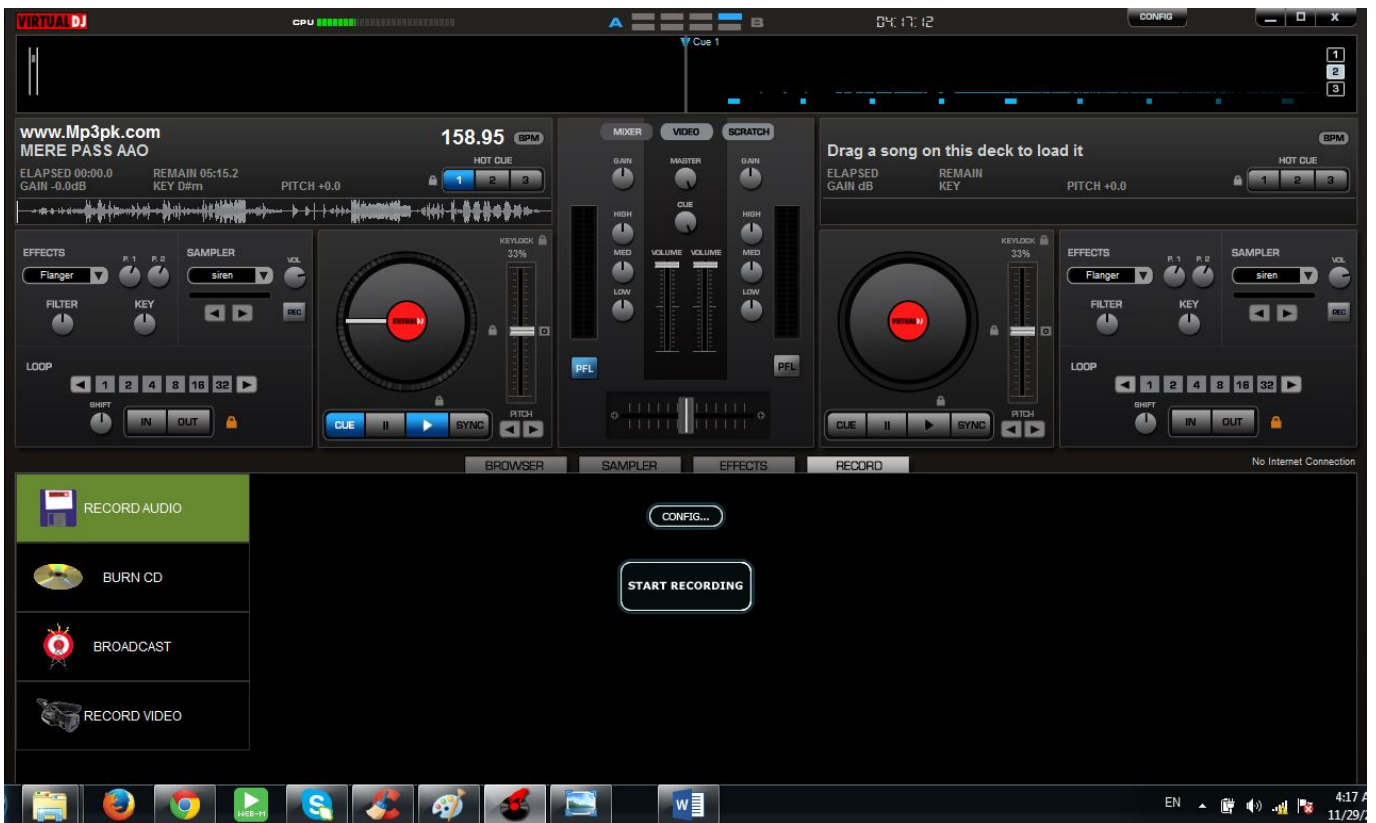 VIRTUAL DJ
CPU
A
B
04:17:12
CONFIG
X
Cue 1
1
2
3
www.Mp3pk.com
158.95 BPM
MERE PASS AAO
HOT CUE
ELAPSED 00:00.0 REMAIN 05:15.2
GAIN -0.0dB KEY D#m PITCH +0.0
1 2 3
MIXER VIDEO SCRATCH
GAIN MASTER GAIN
CUE
HIGH HIGH
MED VOLUME VOLUME MED
LOW LOW
PFL PFL
BPM
Drag a song on this deck to load it
HOT CUE
ELAPSED REMAIN
GAIN dB KEY PITCH +0.0
1 2 3
EFFECTS P. 1 P. 2 SAMPLER VOL
Flanger siren
FILTER KEY REC
LOOP
1 2 4 8 16 32
SHIFT
IN OUT
KEYLOCK
33%
VIRTUAL DJ
PITCH
CUE SYNC
KEYLOCK
33%
VIRTUAL DJ
PITCH
CUE SYNC
EFFECTS P. 1 P. 2 SAMPLER VOL
Flanger siren
FILTER KEY REC
LOOP
1 2 4 8 16 32
SHIFT
IN OUT
BROWSER SAMPLER EFFECTS RECORD
No Internet Connection
RECORD AUDIO
BURN CD
BROADCAST
RECORD VIDEO
CONFIG...
START RECORDING
WEB-M
S
W
EN
4:17 A
11/29/